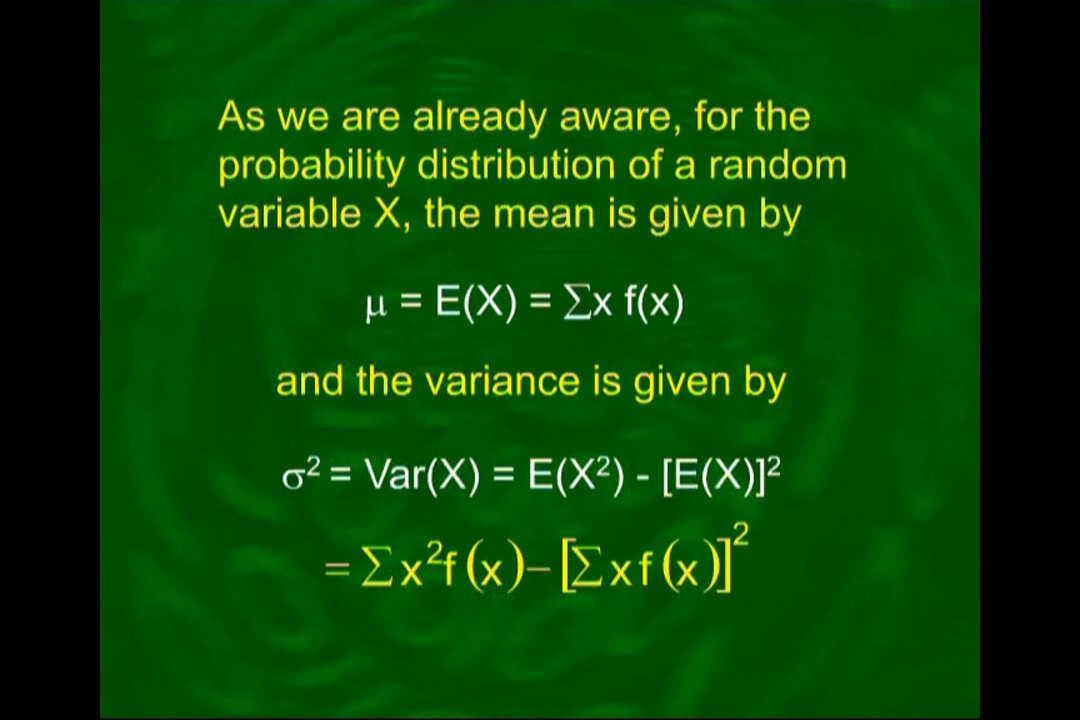 As we are already aware, for the
probability distribution of a random
variable X, the mean is given by
μ = E(X) = ∑x f(x)
and the variance is given by
σ² = Var(X) = E(X²) - [E(X)]²
= ∑x²f(x)–[∑xf(x)]²